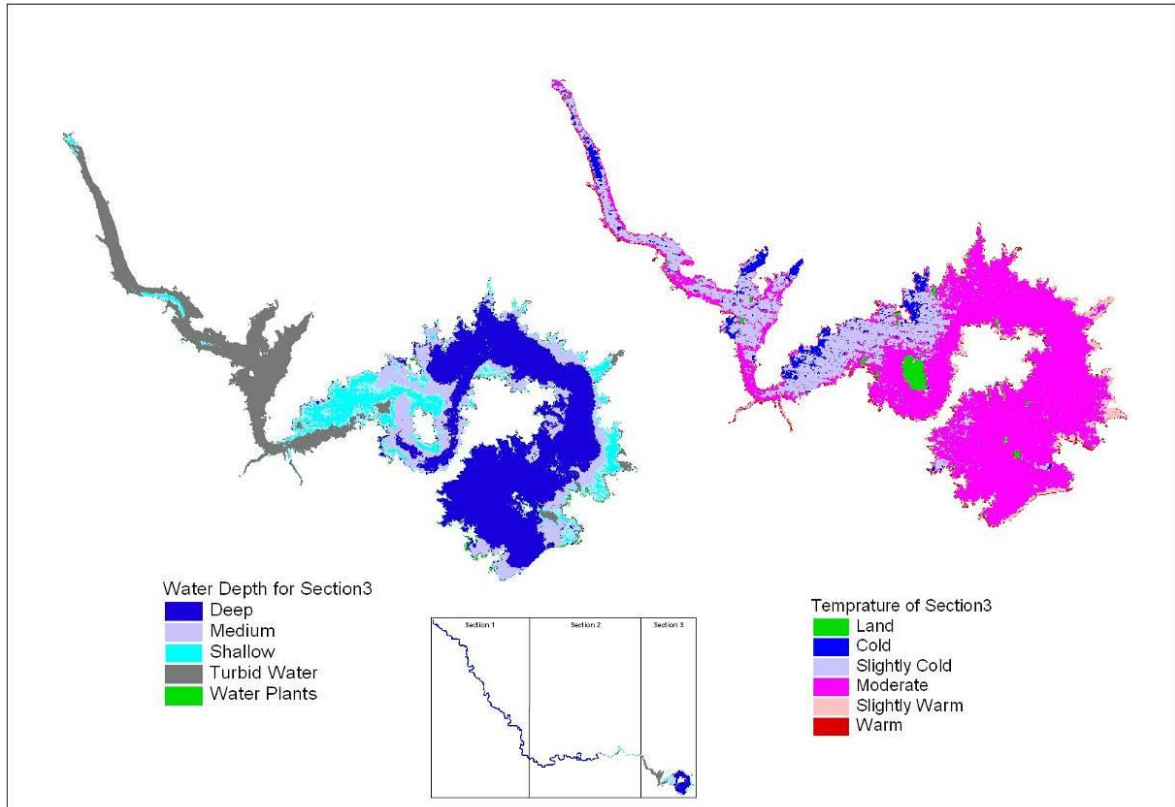 Water Depth for Section3
Deep
Medium
Shallow
Turbid Water
Water Plants
Section 1
Section 2
Section 3
Temprature of Section3
Land
Cold
Slightly Cold
Moderate
Slightly Warm
Warm